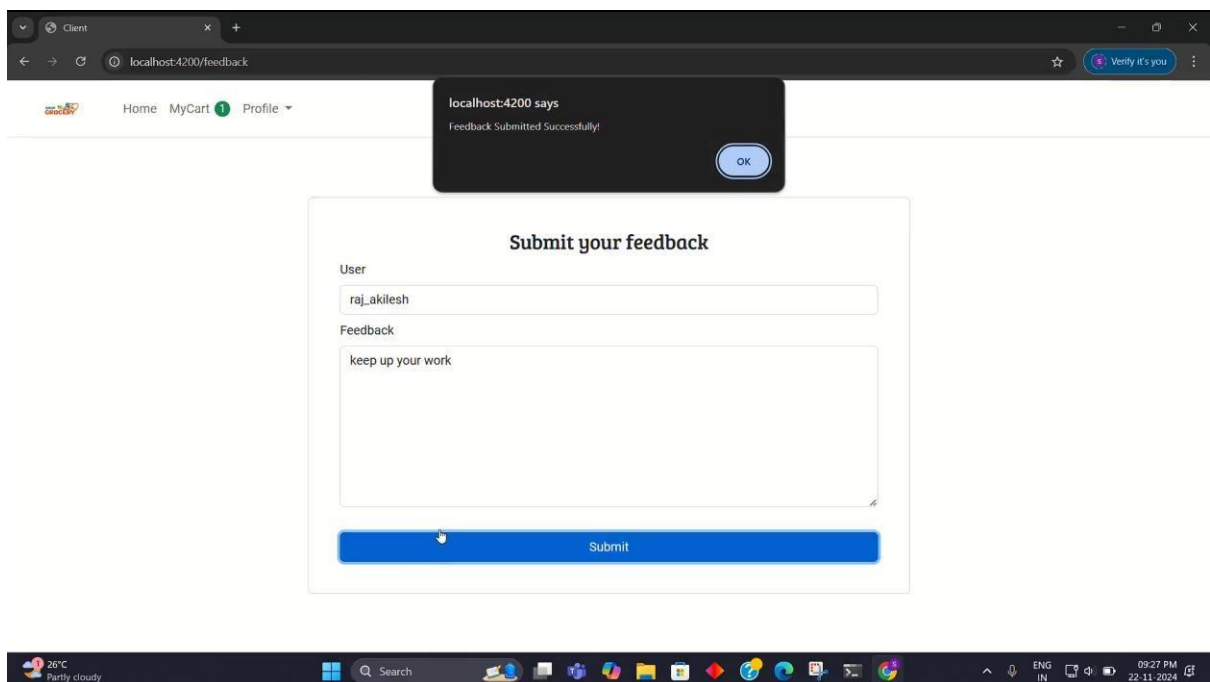 Client
localhost:4200/feedback
Verify it's you
GROCERY
Home MyCart 1 Profile
localhost:4200 says
Feedback Submitted Successfully!
OK
Submit your feedback
User
raj_akilesh
Feedback
keep up your work
Submit
1
26°C
Partly cloudy
Search
ENG
IN
09:27 PM
22-11-2024